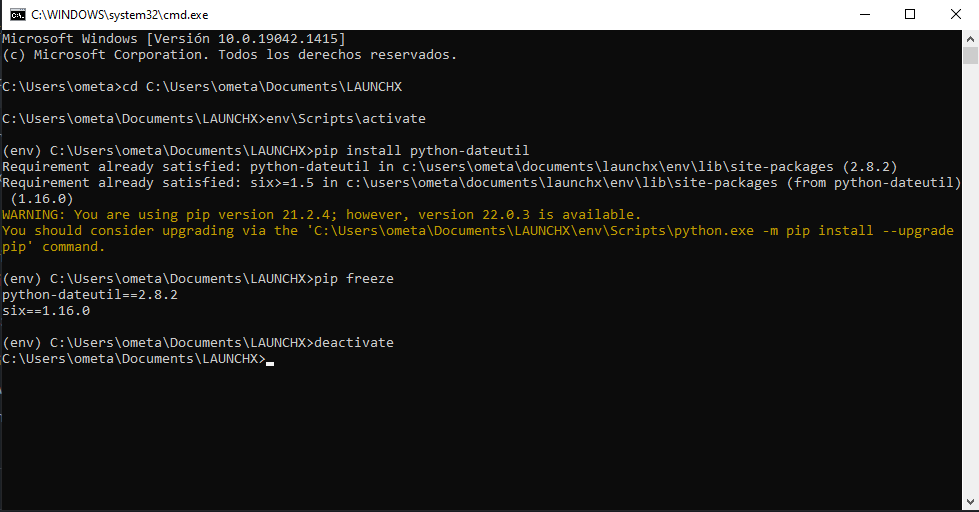 C:\WINDOWS\system32\cmd.exe
Microsoft Windows [Versión 10.0.19042.1415]
(c) Microsoft Corporation. Todos los derechos reservados.
C:\Users\ometa>cd C:\Users\ometa\Documents\LAUNCHX
C:\Users\ometa\Documents\LAUNCHX>env\Scripts\activate
(env) C:\Users\ometa\Documents\LAUNCHX>pip install python-dateutil
Requirement already satisfied: python-dateutil in c:\users\ometa\documents\launchx\env\lib\site-packages (2.8.2)
Requirement already satisfied: six>=1.5 in c:\users\ometa\documents\launchx\env\lib\site-packages (from python-dateutil)
(1.16.0)
WARNING: You are using pip version 21.2.4; however, version 22.0.3 is available.
You should consider upgrading via the 'C:\Users\ometa\Documents\LAUNCHX\env\Scripts\python.exe -m pip install --upgrade
pip' command.
(env) C:\Users\ometa\Documents\LAUNCHX>pip freeze
python-dateutil==2.8.2
six==1.16.0
(env) C:\Users\ometa\Documents\LAUNCHX>deactivate
C:\Users\ometa\Documents\LAUNCHX>